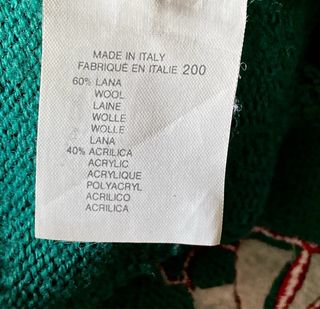 MADE IN ITALY
FABRIQUÉ EN ITALIE 200
60% LANA
WOOL
LAINE
WOLLE
WOLLE
LANA
40% ACRILICA
ACRYLIC
ACRYLIQUE
POLYACRYL
ACRILICO
ACRILICA